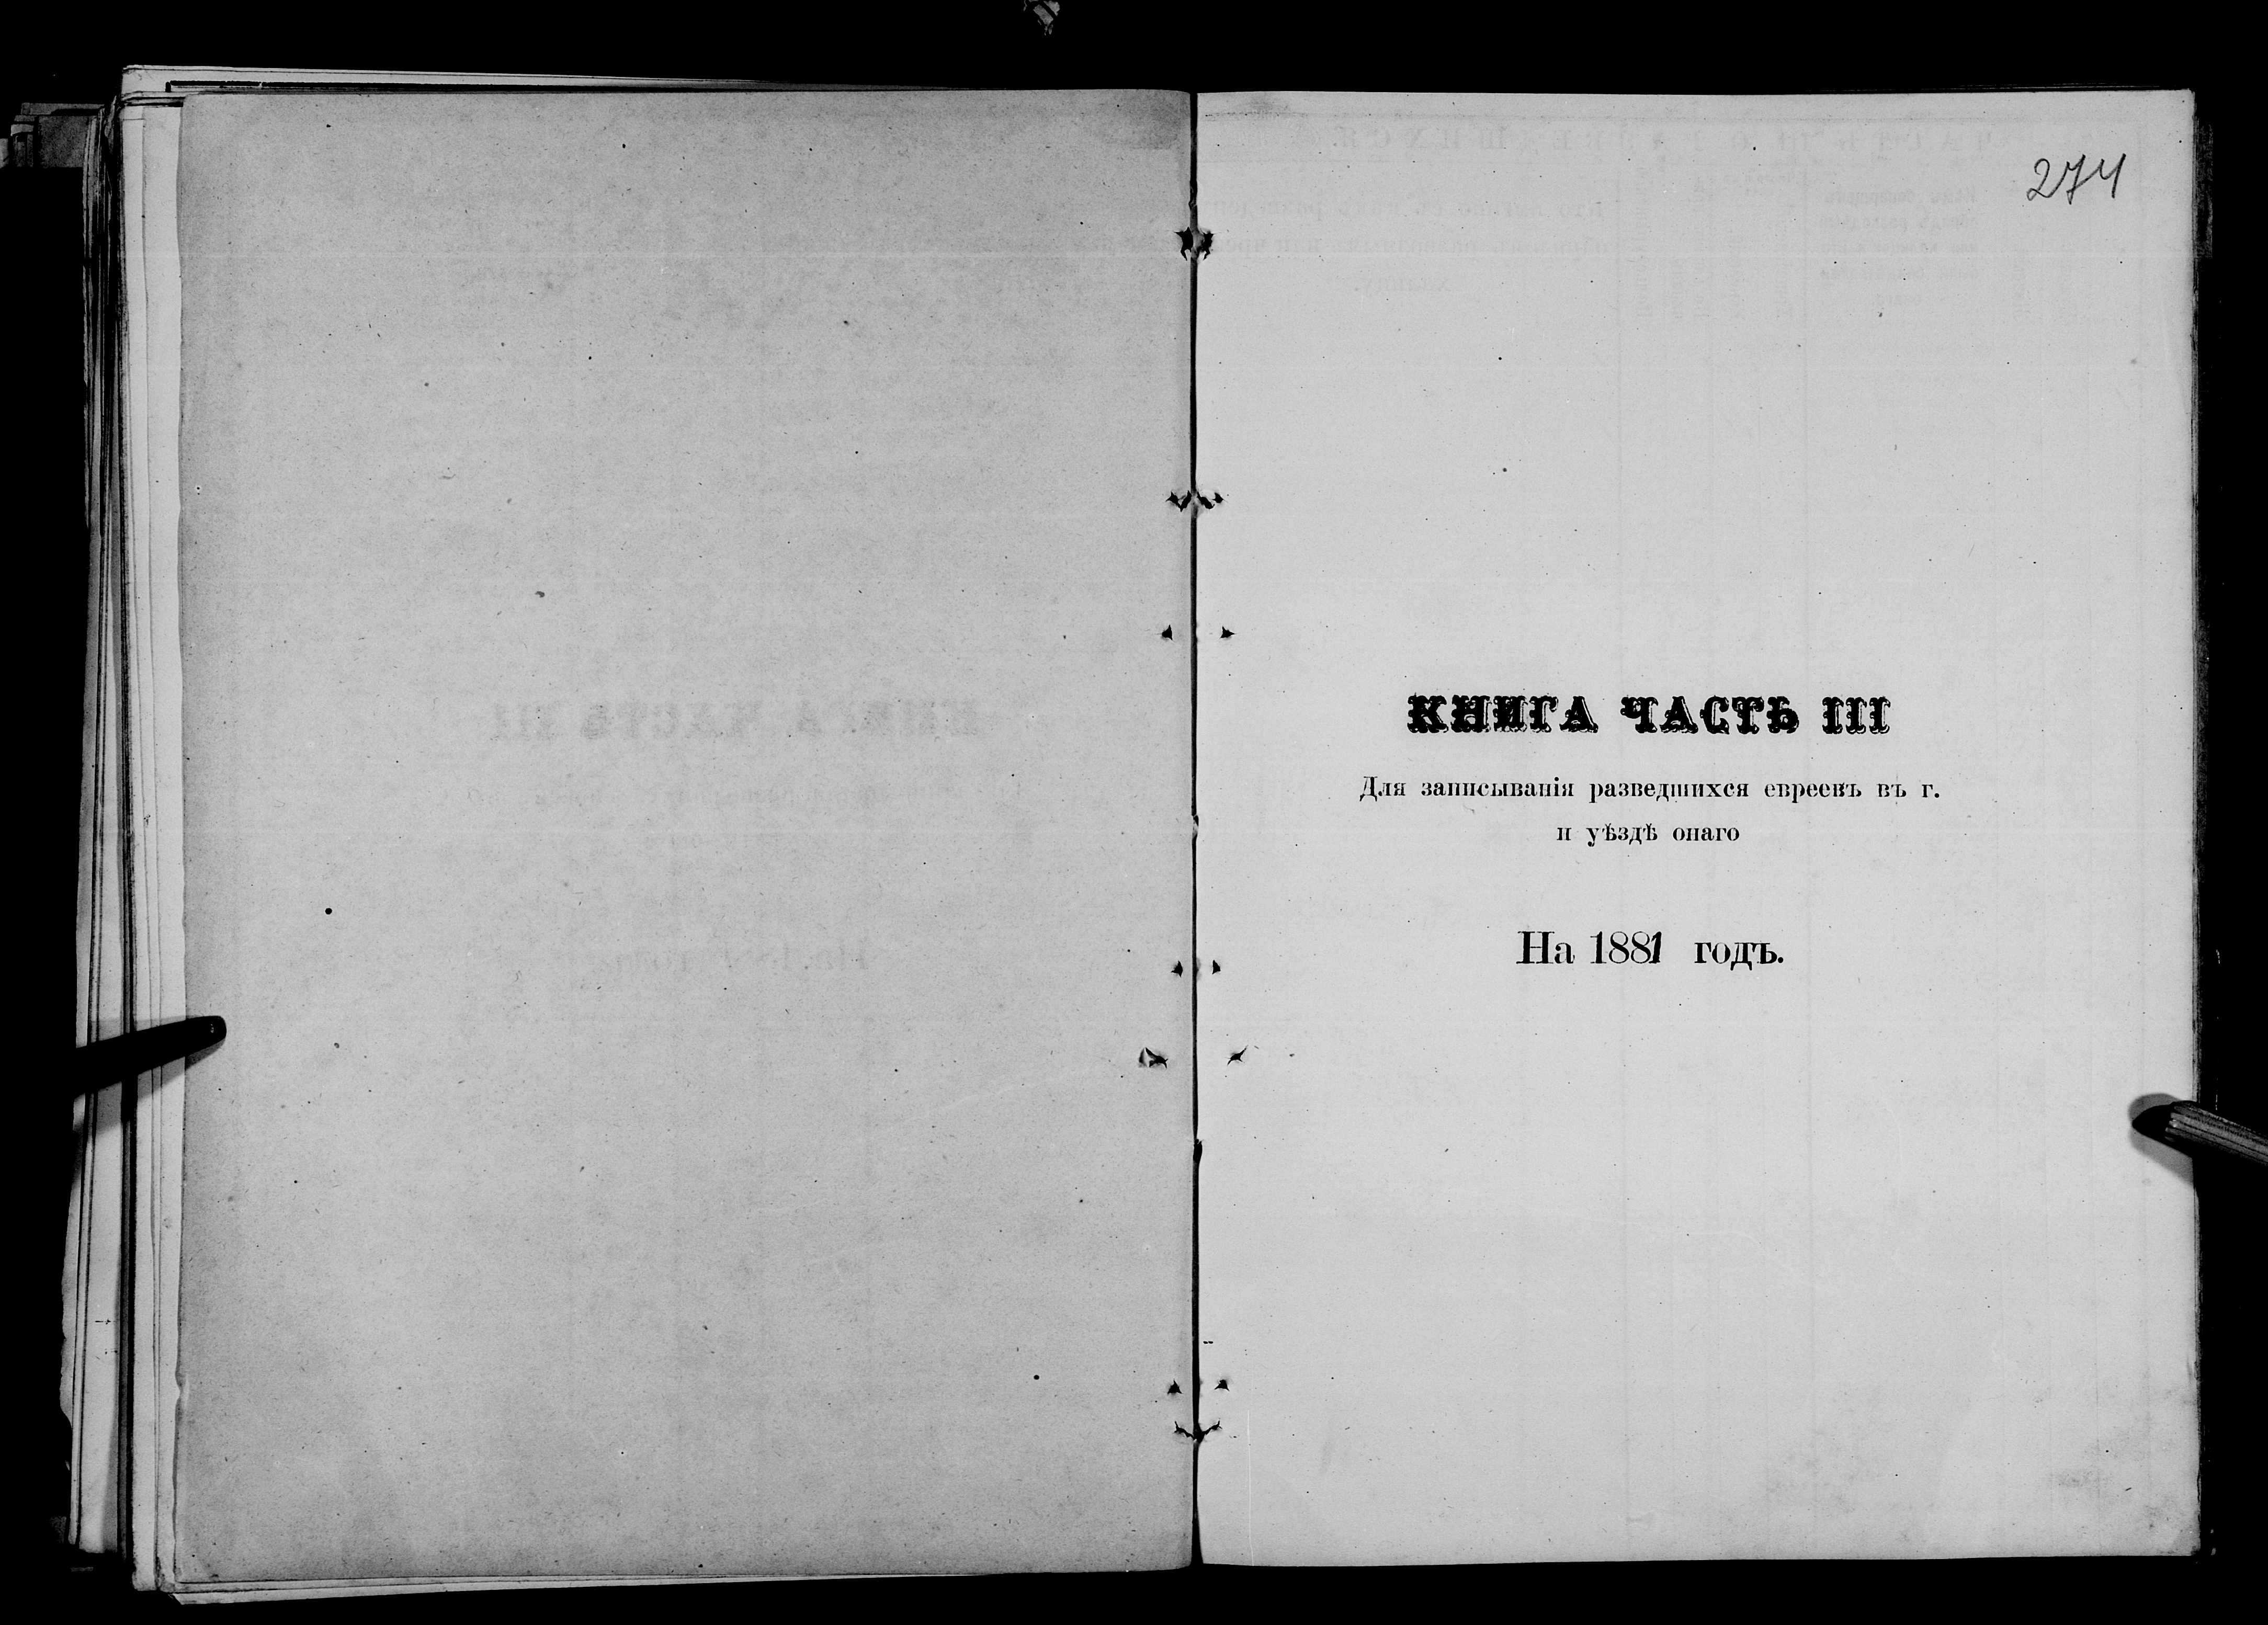 274
КНИГА ЧАСТЬ III
Для записыванія разведшихся евреевъ въ г.
и уѣздѣ онаго
На 1881 годъ.